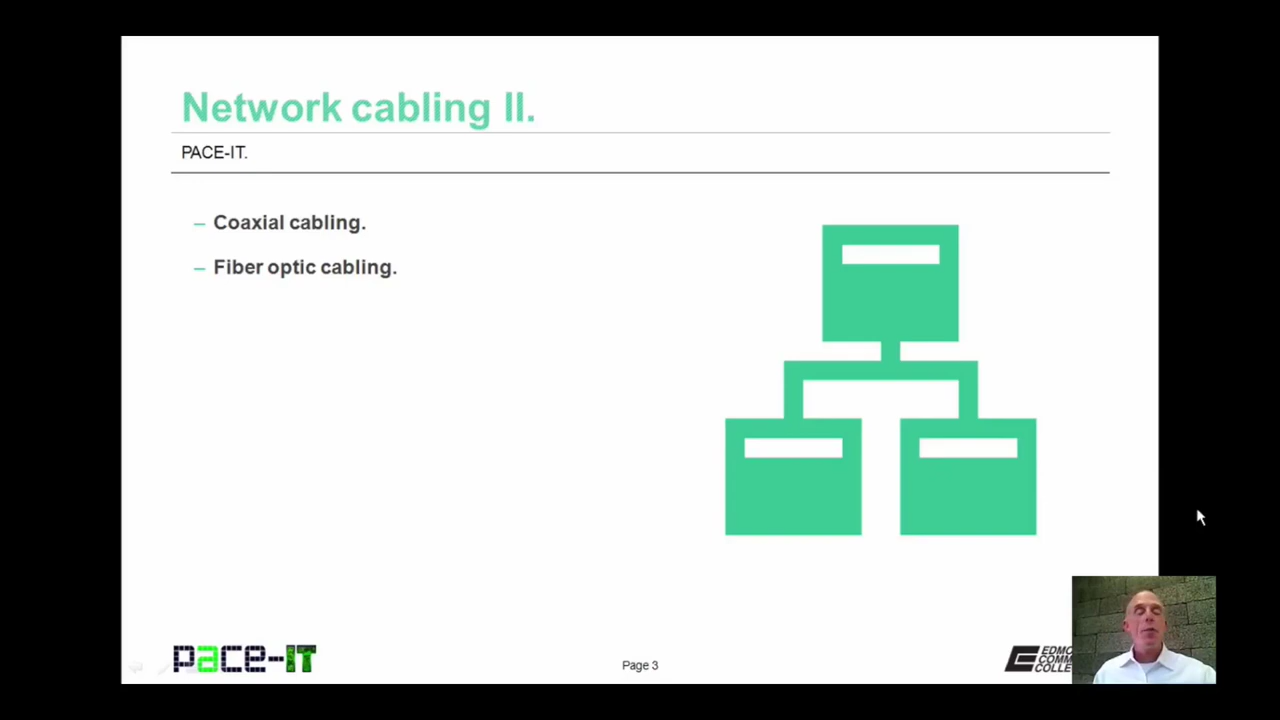 Network cabling II.
PACE-IT.
– Coaxial cabling.
– Fiber optic cabling.
pace-IT
Page 3